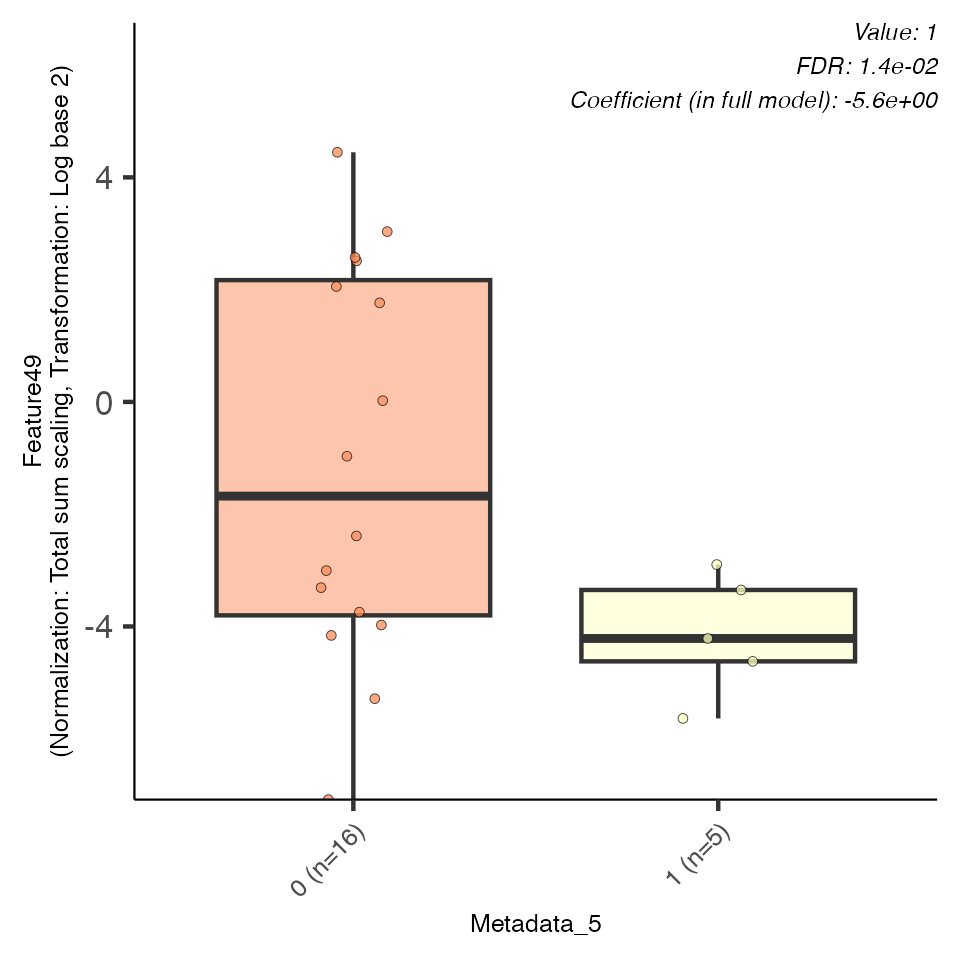 Value: 1
FDR: 1.4e-02
Coefficient (in full model): -5.6e+00
Feature49
(Normalization: Total sum scaling, Transformation: Log base 2)
4
0
-4
0 (n=16)
1 (n=5)
Metadata_5